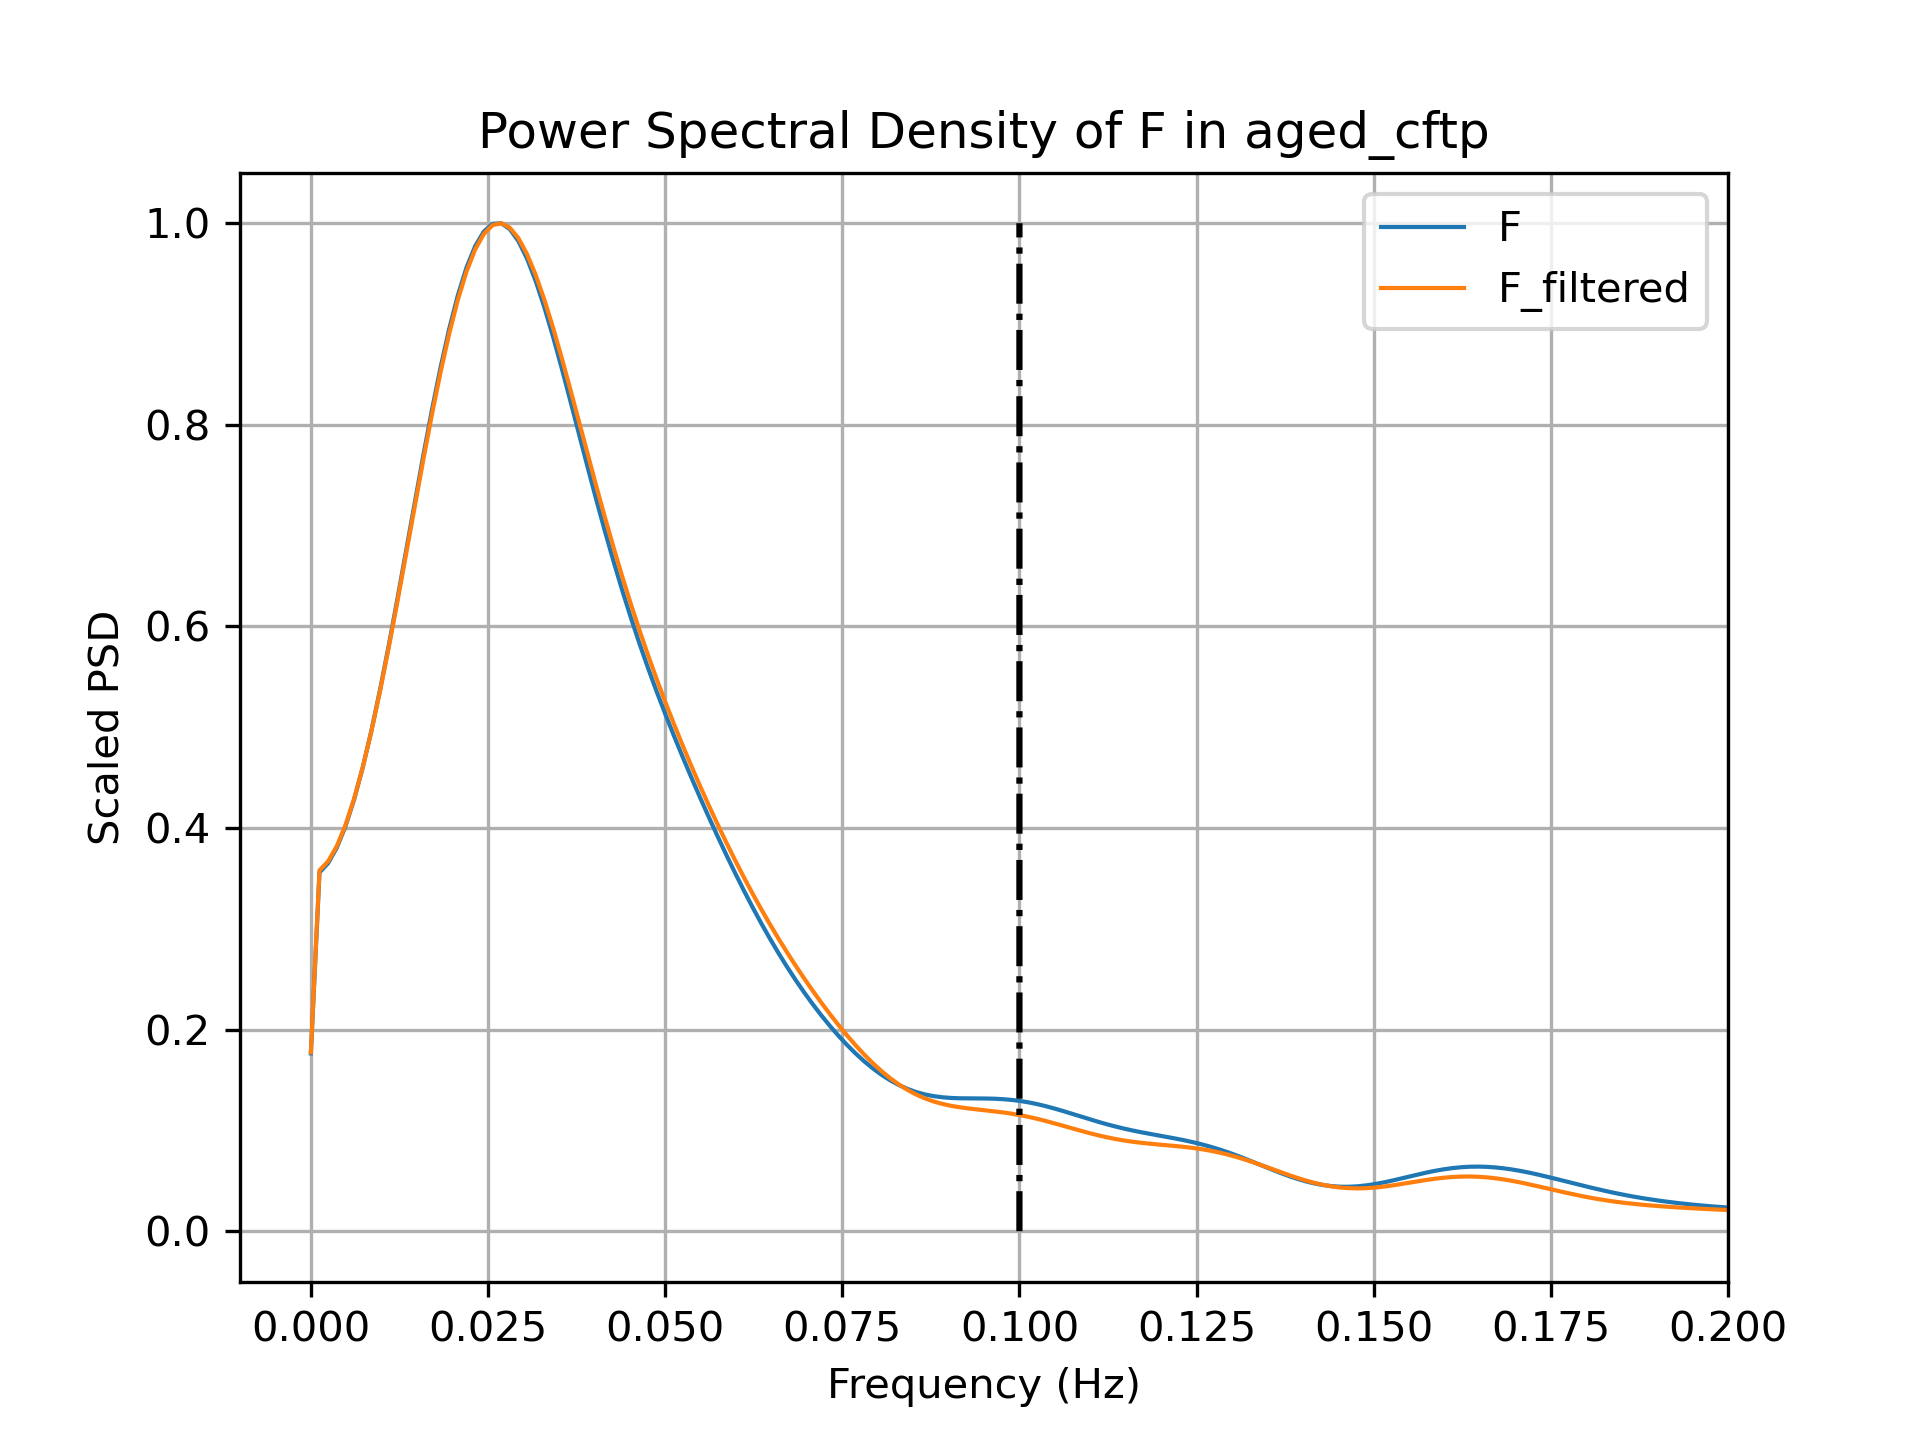 Power Spectral Density of F in aged_cftp
F
F_filtered
1.0
0.8
0.6
0.4
0.2
0.0
Scaled PSD
0.000 0.025 0.050 0.075 0.100 0.125 0.150 0.175 0.200
Frequency (Hz)